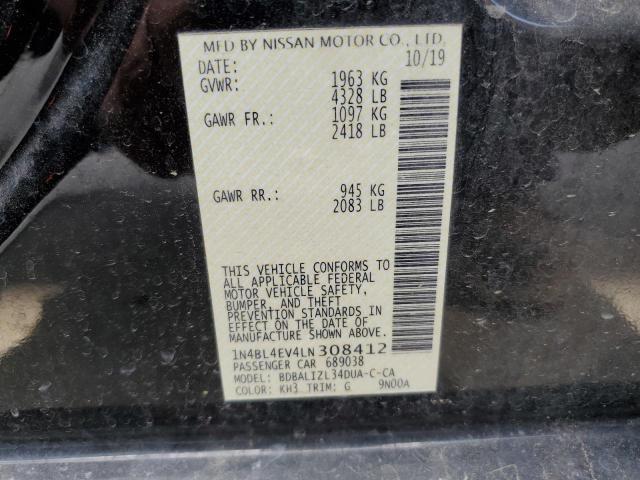 MFD BY NISSAN MOTOR CO., LTD.
DATE: 10/19
GVWR: 1963 KG
4328 LB
GAWR FR.: 1097 KG
2418 LB
GAWR RR.: 945 KG
2083 LB
THIS VEHICLE CONFORMS TO
ALL APPLICABLE FEDERAL
MOTOR VEHICLE SAFETY,
BUMPER, AND THEFT
PREVENTION STANDARDS IN
EFFECT ON THE DATE OF
MANUFACTURE SHOWN ABOVE.
1N4BL4EV4LN308412
PASSENGER CAR 689038
MODEL: BDBALIZL34DUA-C-CA
COLOR: KH3 TRIM: G 9N00A